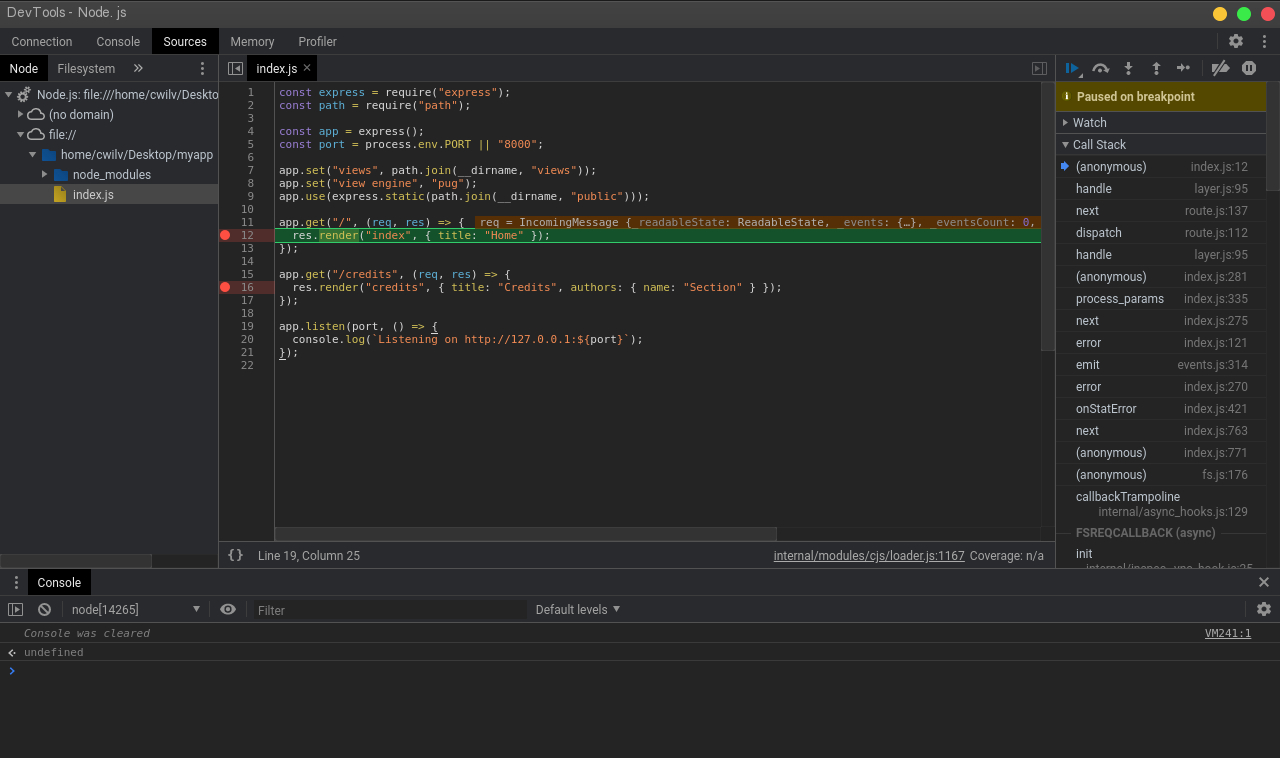 DevTools - Node. js
Connection Console Sources Memory Profiler
Node Filesystem »
index.js ×
Node.js: file:///home/cwilv/Deskto
(no domain)
file://
home/cwilv/Desktop/myapp
node_modules
index.js
1 const express = require("express");
2 const path = require("path");
3
4 const app = express();
5 const port = process.env.PORT || "8000";
6
7 app.set("views", path.join(__dirname, "views"));
8 app.set("view engine", "pug");
9 app.use(express.static(path.join(__dirname, "public")));
10
11 app.get("/", (req, res) => { req = IncomingMessage {_readableState: ReadableState, _events: {…}, _eventsCount: 0,
12 res.render("index", { title: "Home" });
13 });
14
15 app.get("/credits", (req, res) => {
16 res.render("credits", { title: "Credits", authors: { name: "Section" } });
17 });
18
19 app.listen(port, () => {
20 console.log(`Listening on http://127.0.0.1:${port}`);
21 });
22
{} Line 19, Column 25 internal/modules/cjs/loader.js:1167 Coverage: n/a
Paused on breakpoint
Watch
Call Stack
(anonymous) index.js:12
handle layer.js:95
next route.js:137
dispatch route.js:112
handle layer.js:95
(anonymous) index.js:281
process_params index.js:335
next index.js:275
error index.js:121
emit events.js:314
error index.js:270
onStatError index.js:421
next index.js:763
(anonymous) index.js:771
(anonymous) fs.js:176
callbackTrampoline
internal/async_hooks.js:129
FSREQCALLBACK (async)
init
Console
node[14265] Filter Default levels
Console was cleared VM241:1
undefined